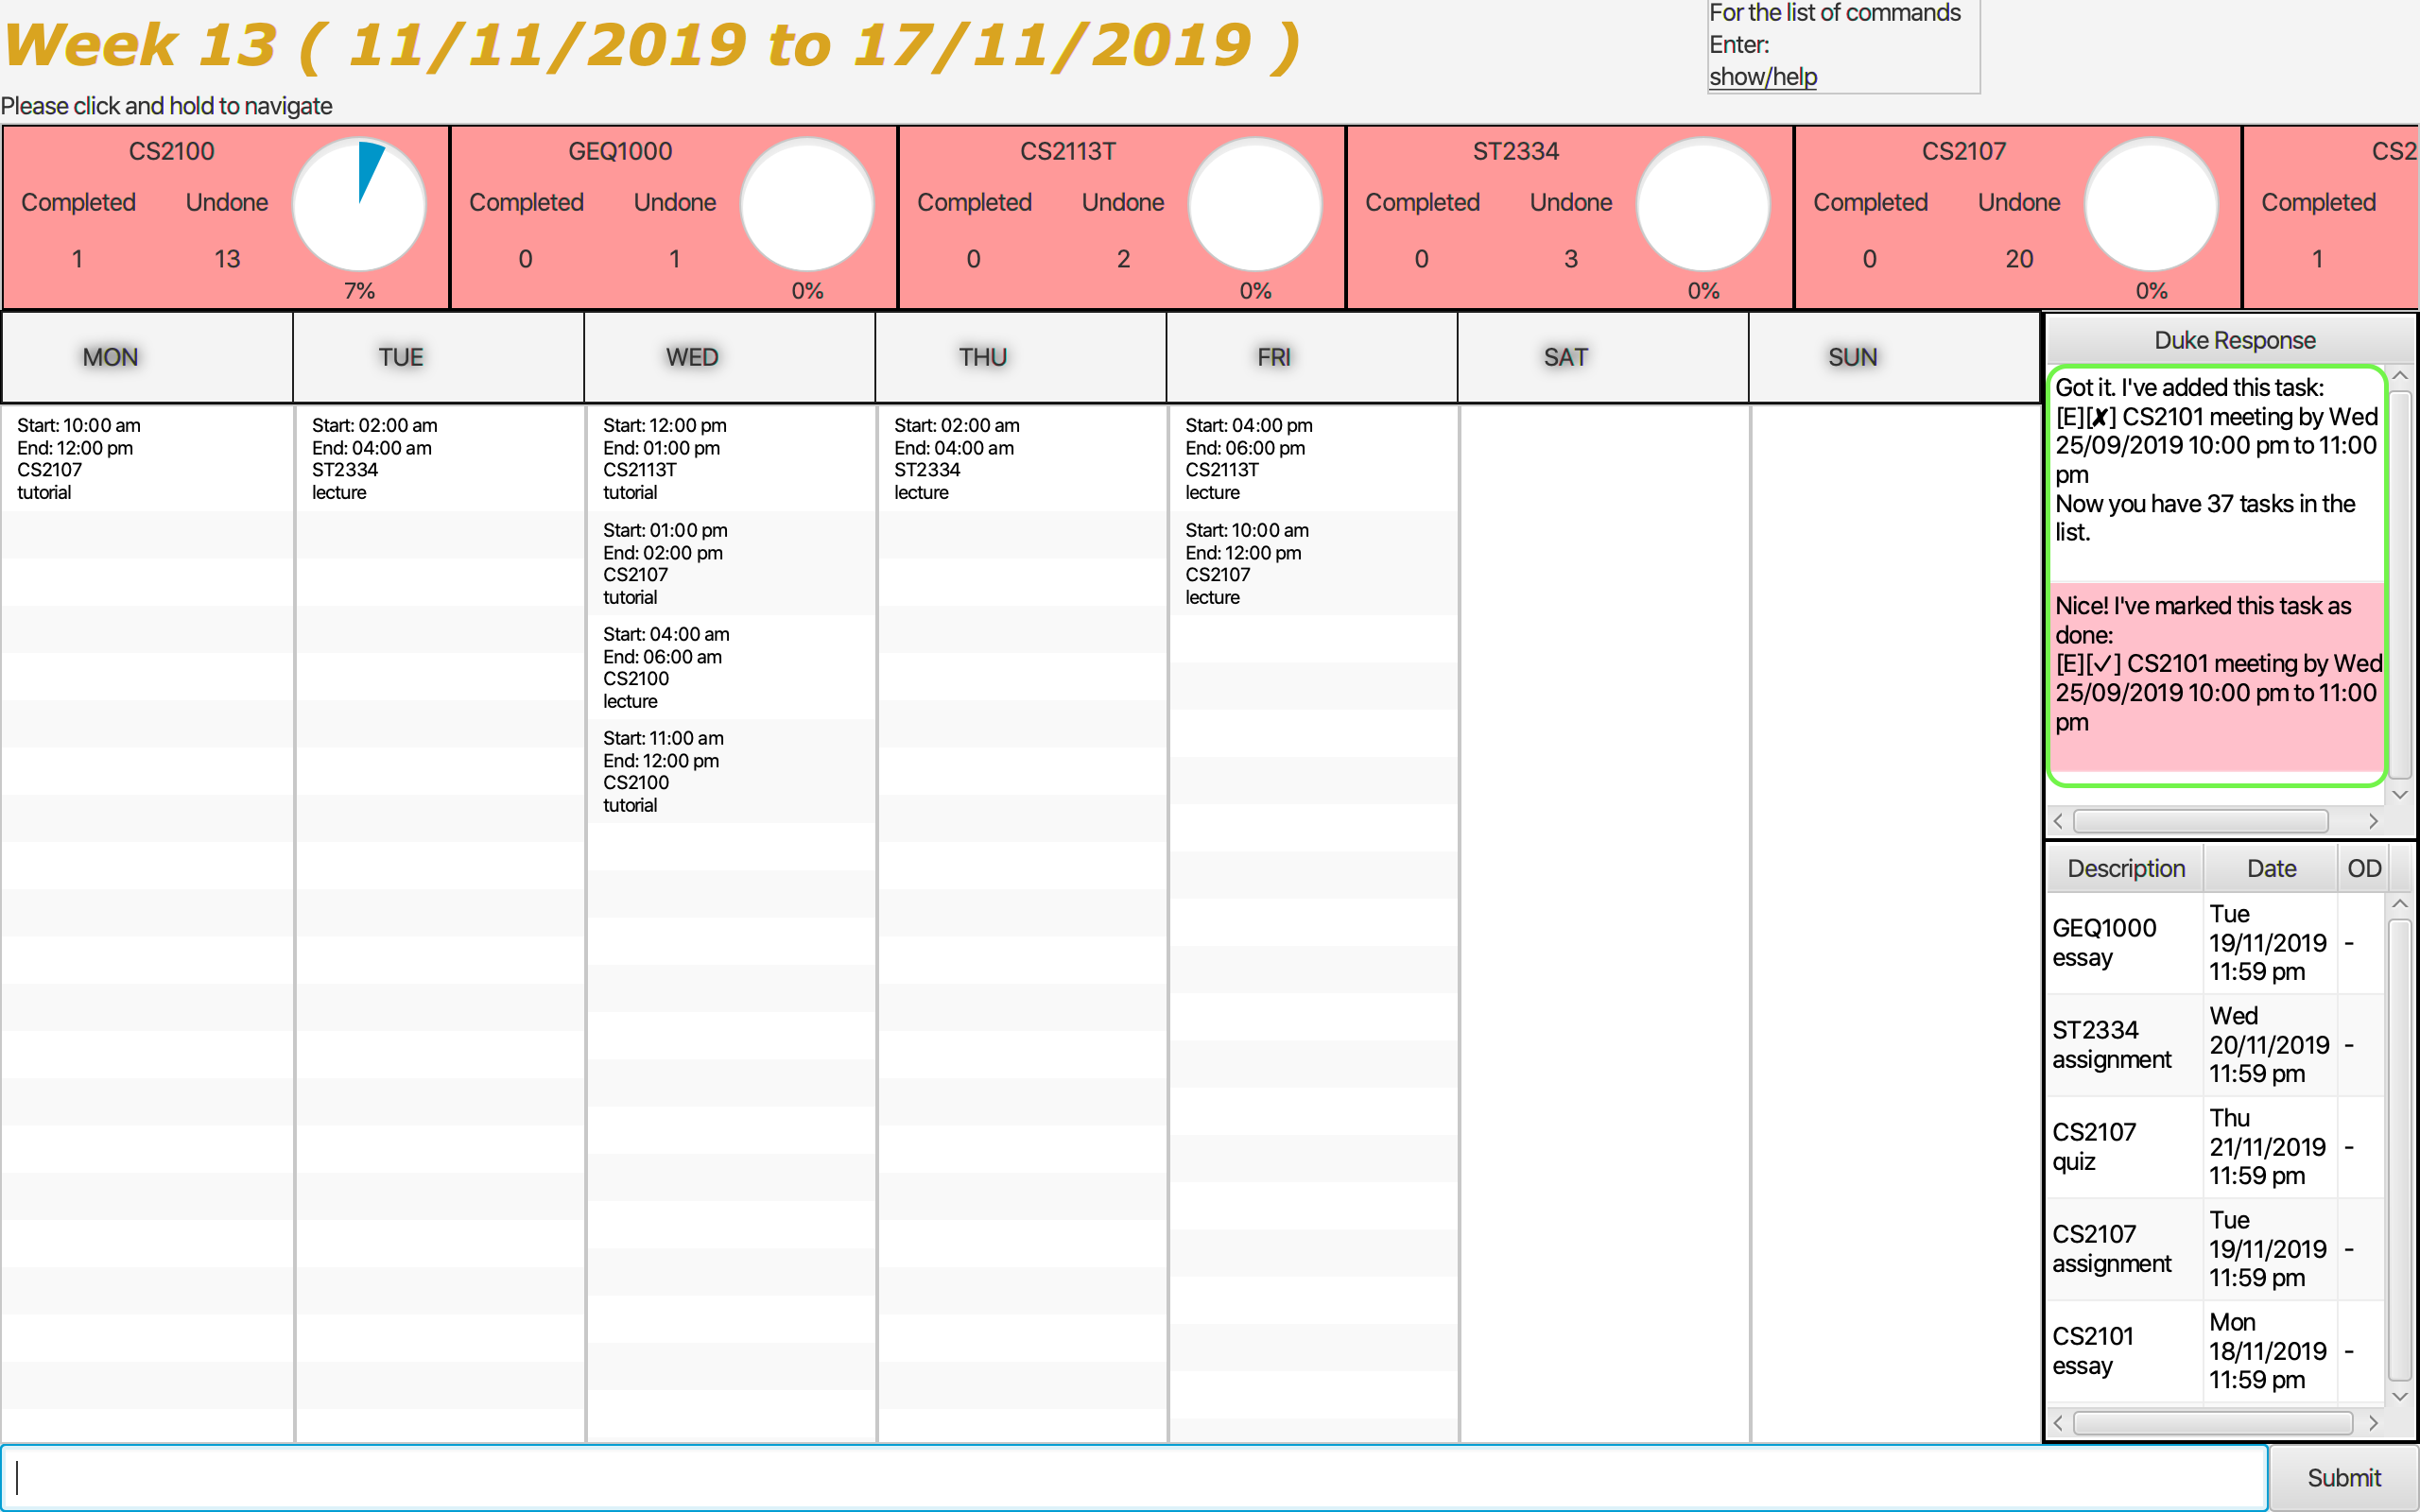 Week 13 ( 11/11/2019 to 17/11/2019 )
For the list of commands
Enter:
show/help
Please click and hold to navigate
CS2100
Completed Undone
1 13
7%
GEQ1000
Completed Undone
0 1
0%
CS2113T
Completed Undone
0 2
0%
ST2334
Completed Undone
0 3
0%
CS2107
Completed Undone
0 20
0%
CS2
Completed
1
MON TUE WED THU FRI SAT SUN
Start: 10:00 am
End: 12:00 pm
CS2107
tutorial
Start: 02:00 am
End: 04:00 am
ST2334
lecture
Start: 12:00 pm
End: 01:00 pm
CS2113T
tutorial
Start: 01:00 pm
End: 02:00 pm
CS2107
tutorial
Start: 04:00 am
End: 06:00 am
CS2100
lecture
Start: 11:00 am
End: 12:00 pm
CS2100
tutorial
Start: 02:00 am
End: 04:00 am
ST2334
lecture
Start: 04:00 pm
End: 06:00 pm
CS2113T
lecture
Start: 10:00 am
End: 12:00 pm
CS2107
lecture
Duke Response
Got it. I've added this task:
[E][✘] CS2101 meeting by Wed
25/09/2019 10:00 pm to 11:00
pm
Now you have 37 tasks in the
list.
Nice! I've marked this task as
done:
[E][✓] CS2101 meeting by Wed
25/09/2019 10:00 pm to 11:00
pm
Description Date OD
GEQ1000
essay
Tue
19/11/2019
11:59 pm
-
ST2334
assignment
Wed
20/11/2019
11:59 pm
-
CS2107
quiz
Thu
21/11/2019
11:59 pm
-
CS2107
assignment
Tue
19/11/2019
11:59 pm
-
CS2101
essay
Mon
18/11/2019
11:59 pm
-
Submit